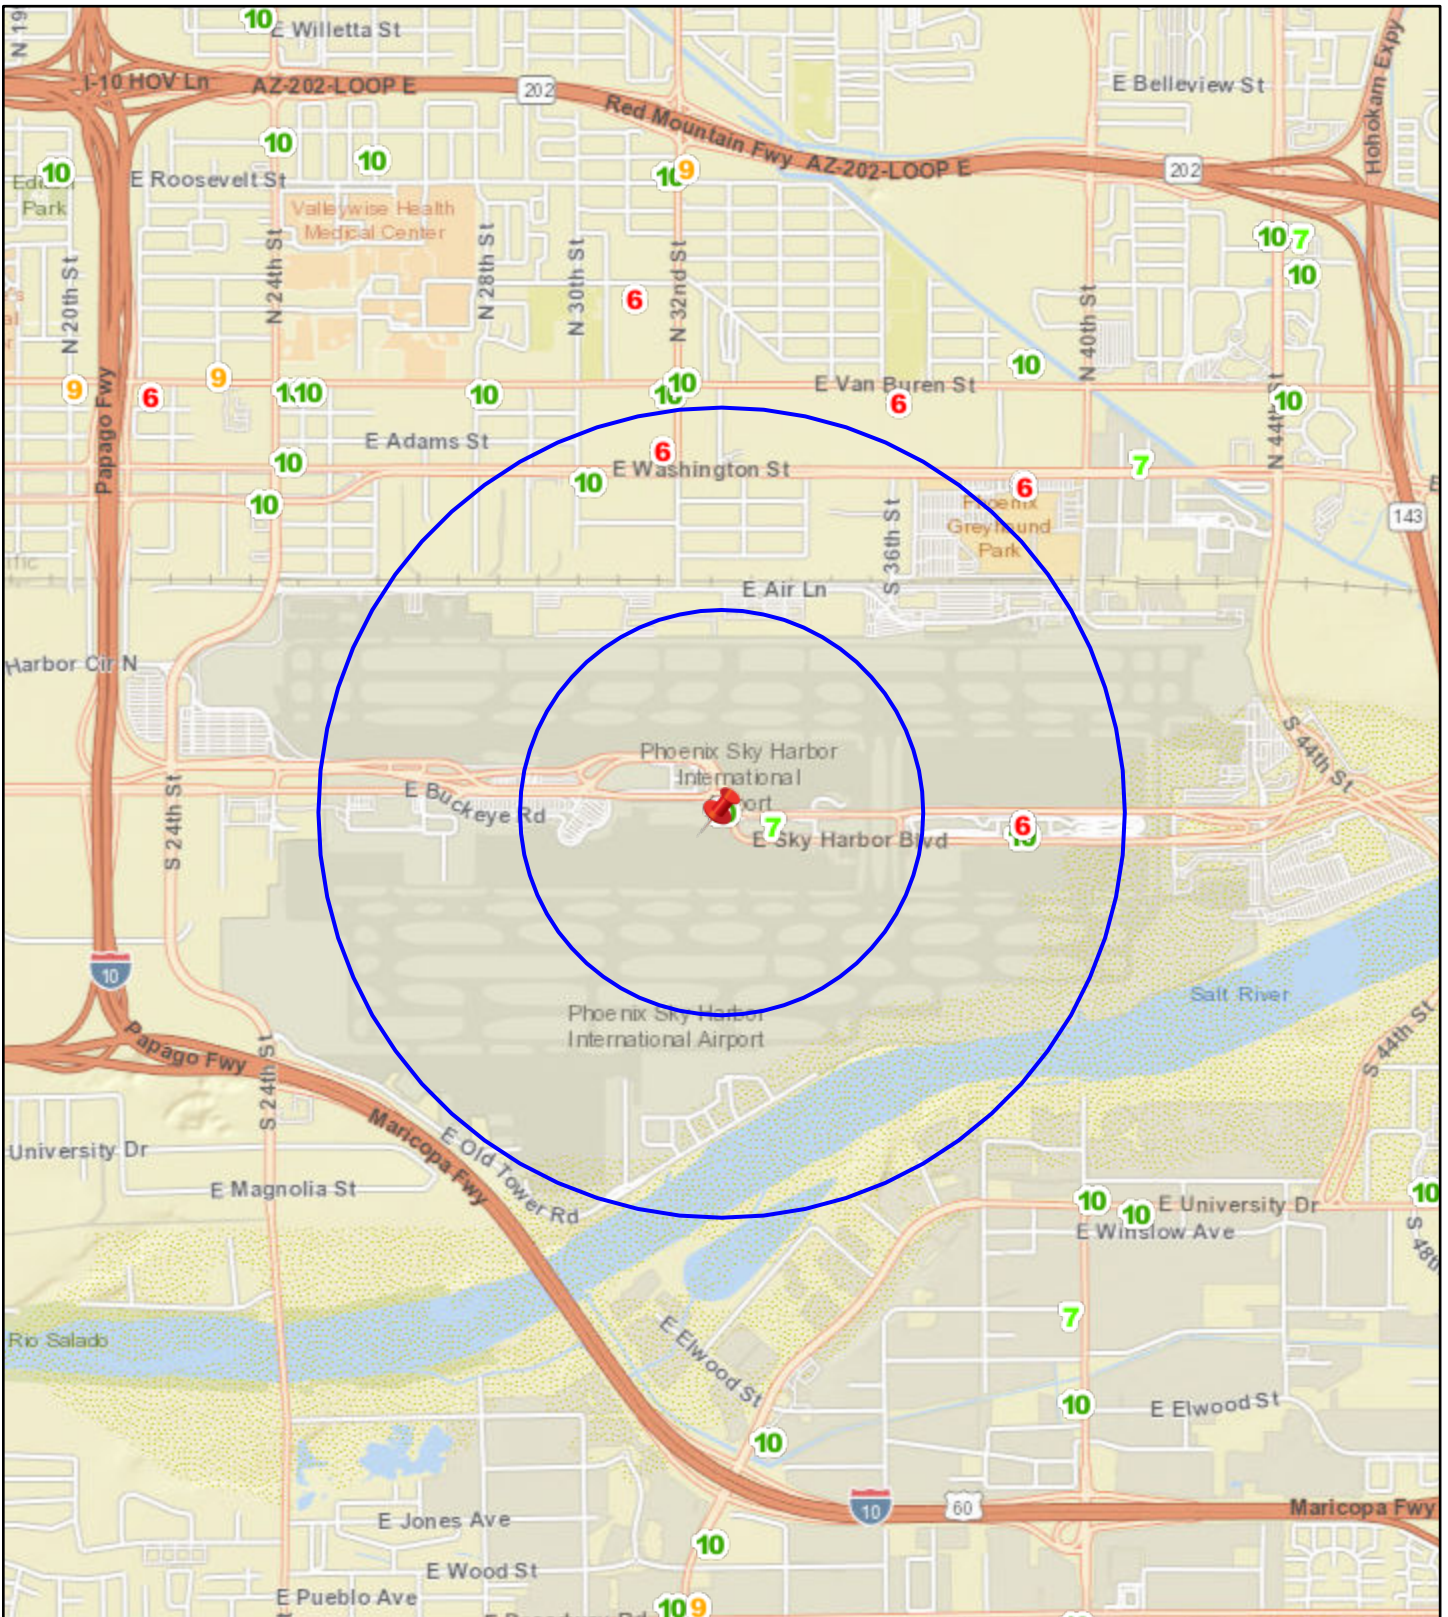 N 19
10
E Willetta St
I-10 HOV Ln
AZ-202-LOOP E
202
Red Mountain Fwy
AZ-202-LOOP E
E Belleview St
Hohokam Expy
202
10
10
10
10
9
Park
E Roosevelt St
Valleywise Health
Medical Center
N 20th St
N 24th St
N 28th St
N 30th St
N 32nd St
N 40th St
N 44th St
10
7
10
6
9
6
9
10
10
10
10
10
E Van Buren St
6
10
Papago Fwy
E Adams St
10
6
E Washington St
10
10
6
7
Phoenix
Greyhound
Park
S 36th St
143
E Air Ln
Harbor Cir N
S 24th St
Phoenix Sky Harbor
International
E Buckeye Rd
7
E Sky Harbor Blvd
6
10
S 44th St
10
Salt River
Phoenix Sky Harbor
International Airport
Papago Fwy
S 24th St
Maricopa Fwy
E Old Tower Rd
S 44th St
University Dr
E Magnolia St
10
10
E University Dr
10
E Winslow Ave
S 48th
Rio Salado
7
E Elwood St
10
E Elwood St
10
10
60
Maricopa Fwy
E Jones Ave
10
E Wood St
E Pueblo Ave
10
9